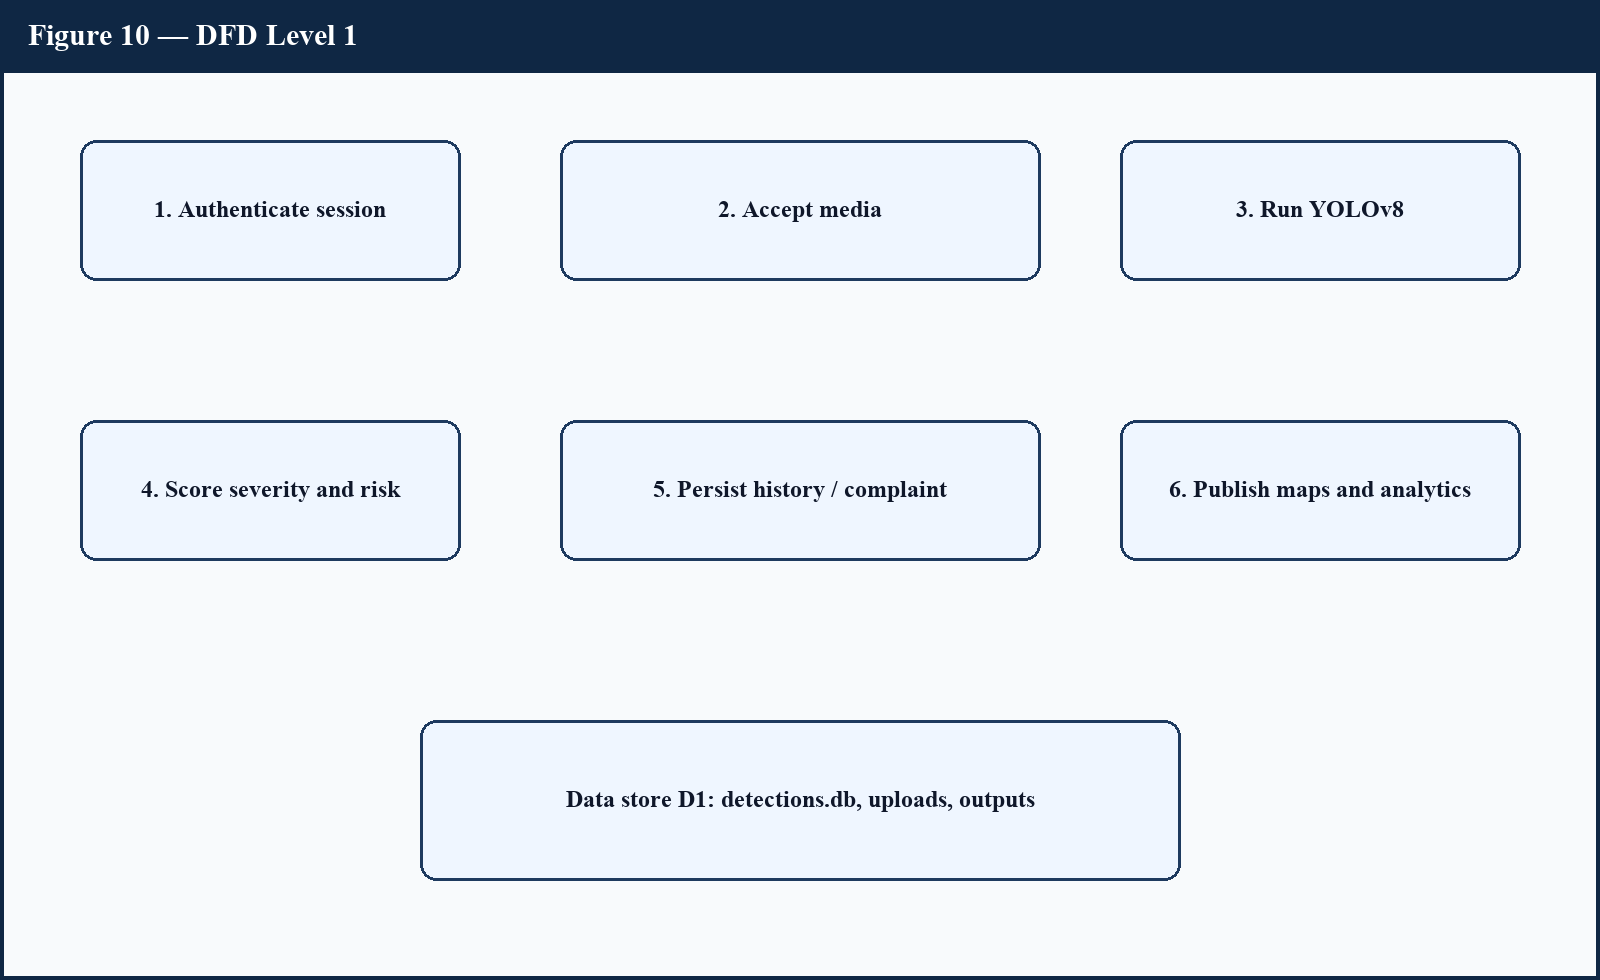 Figure 10 — DFD Level 1
1. Authenticate session
2. Accept media
3. Run YOLOv8
4. Score severity and risk
5. Persist history / complaint
6. Publish maps and analytics
Data store D1: detections.db, uploads, outputs